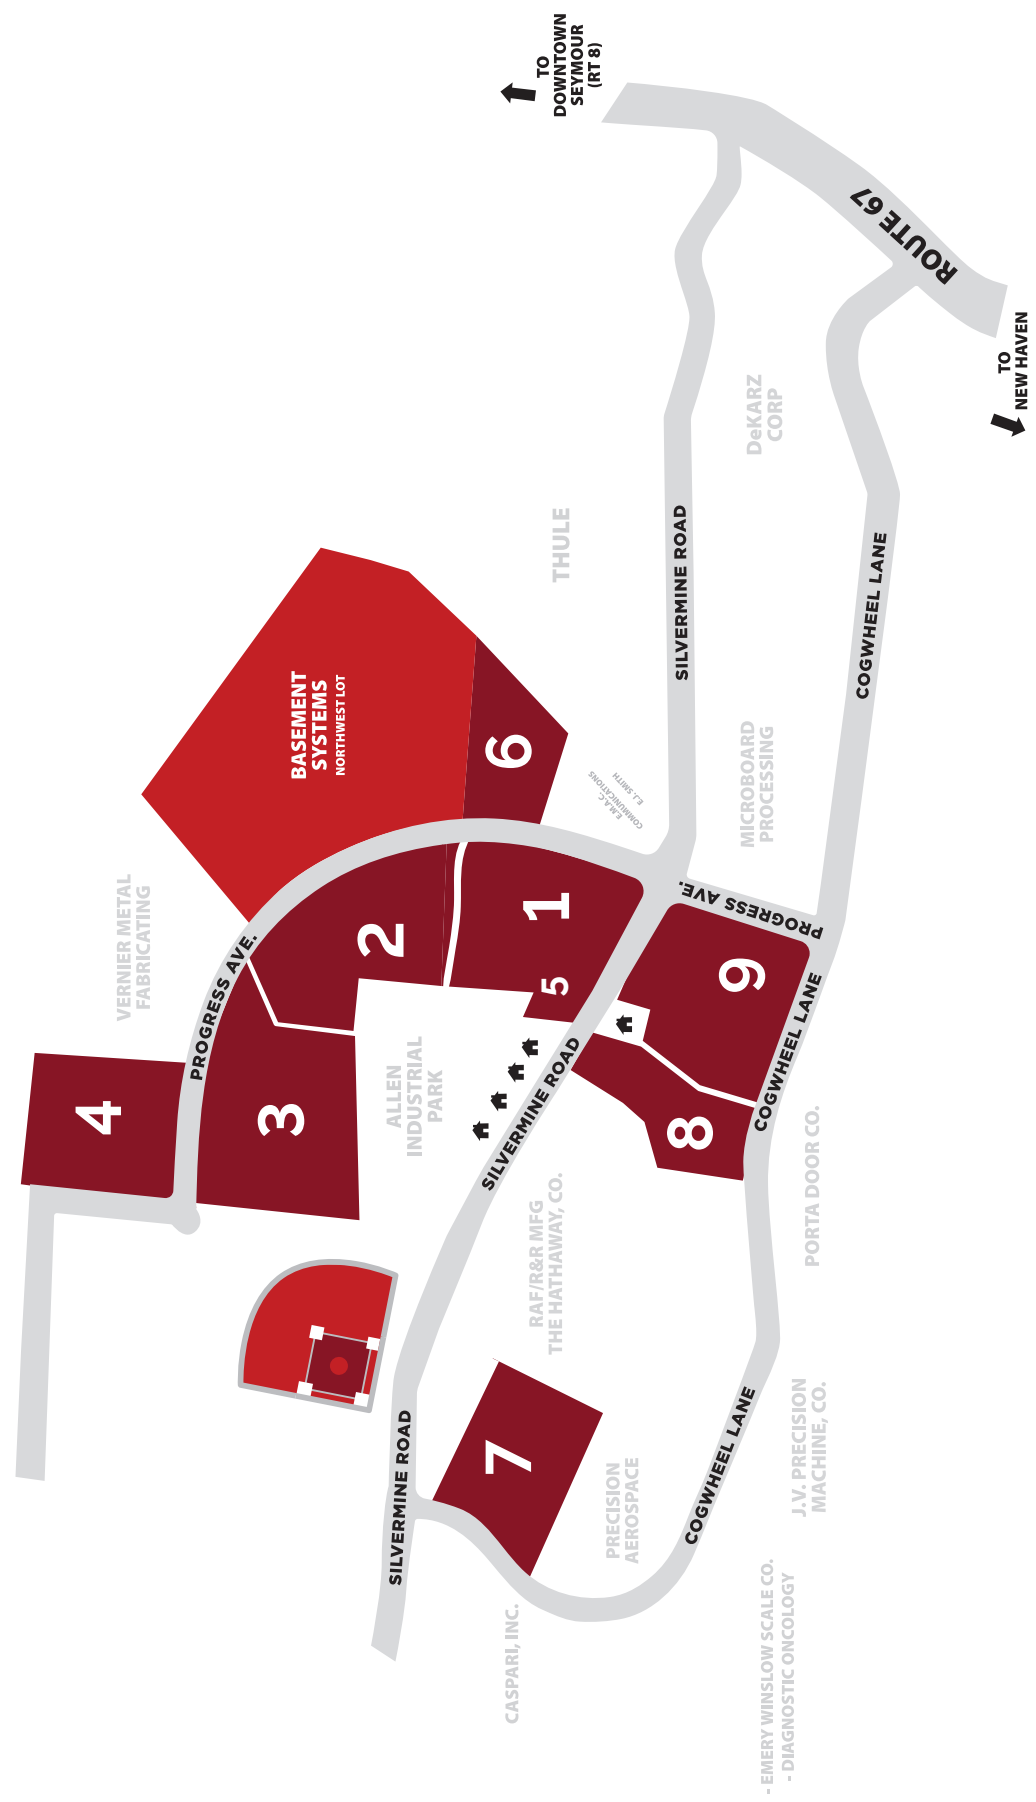 TO
DOWNTOWN
SEYMOUR
(RT 8)
ROUTE 67
TO
NEW HAVEN
DeKARZ
CORP
THULE
SILVERMINE ROAD
COGWHEEL LANE
BASEMENT
SYSTEMS
NORTHWEST LOT
6
E.M.A.C.
COMMUNICATIONS
E.J. SMITH
MICROBOARD
PROCESSING
VERNIER METAL
FABRICATING
PROGRESS AVE.
2
1
5
PROGRESS AVE.
9
4
3
ALLEN
INDUSTRIAL
PARK
SILVERMINE ROAD
8
COGWHEEL LANE
PORTA DOOR CO.
RAF/R&R MFG
THE HATHAWAY, CO.
SILVERMINE ROAD
7
PRECISION
AEROSPACE
COGWHEEL LANE
J.V. PRECISION
MACHINE, CO.
CASPARI, INC.
- EMERY WINSLOW SCALE CO.
- DIAGNOSTIC ONCOLOGY